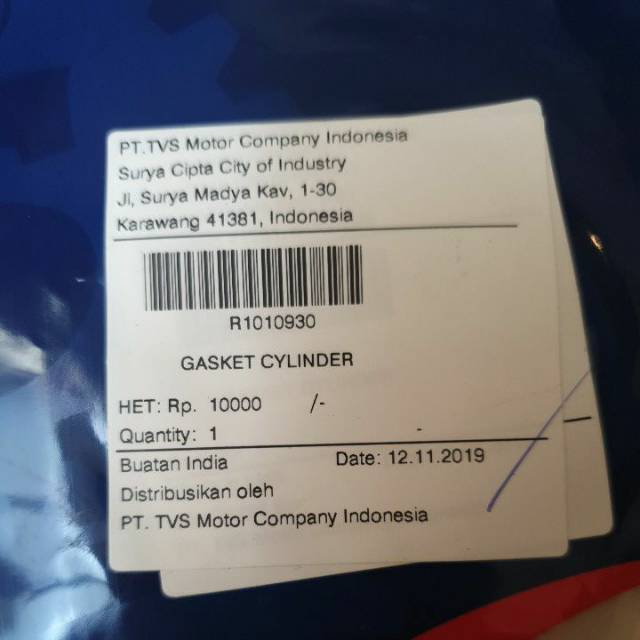 PT.TVS Motor Company Indonesia
Surya Cipta City of Industry
Jl, Surya Madya Kav, 1-30
Karawang 41381, Indonesia
R1010930
GASKET CYLINDER
HET: Rp. 10000 /-
Quantity: 1 -
Buatan India Date: 12.11.2019
Distribusikan oleh
PT. TVS Motor Company Indonesia